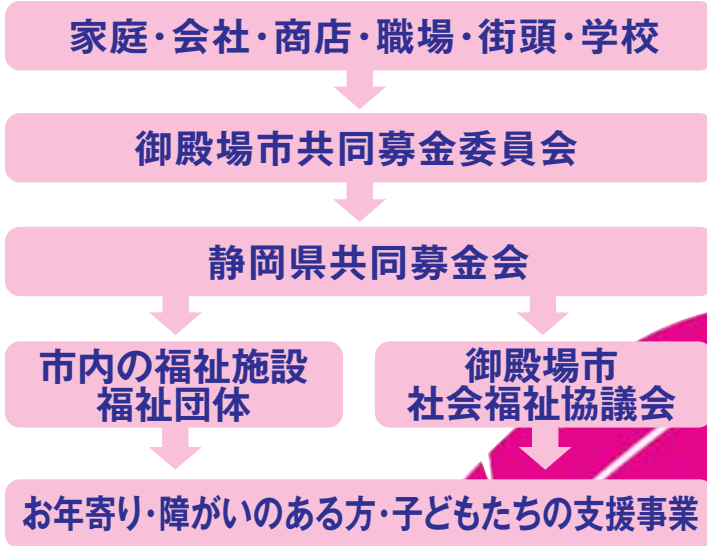 家庭・会社・商店・職場・街頭・学校
御殿場市共同募金委員会
静岡県共同募金会
市内の福祉施設
福祉団体
御殿場市
社会福祉協議会
お年寄り・障がいのある方・子どもたちの支援事業